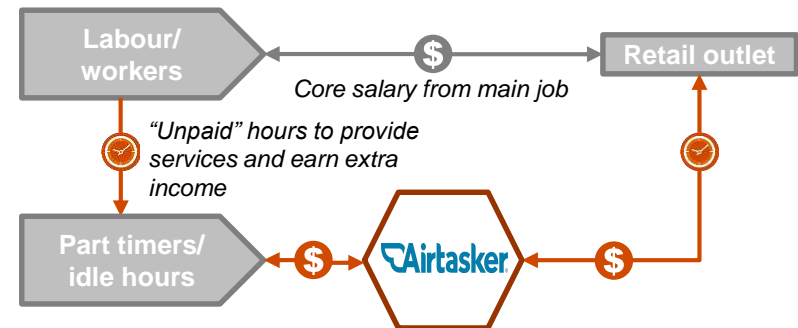 Labour/
workers
$
Retail outlet
Core salary from main job
“Unpaid” hours to provide
services and earn extra
income
Part timers/
idle hours
$
Airtasker
$